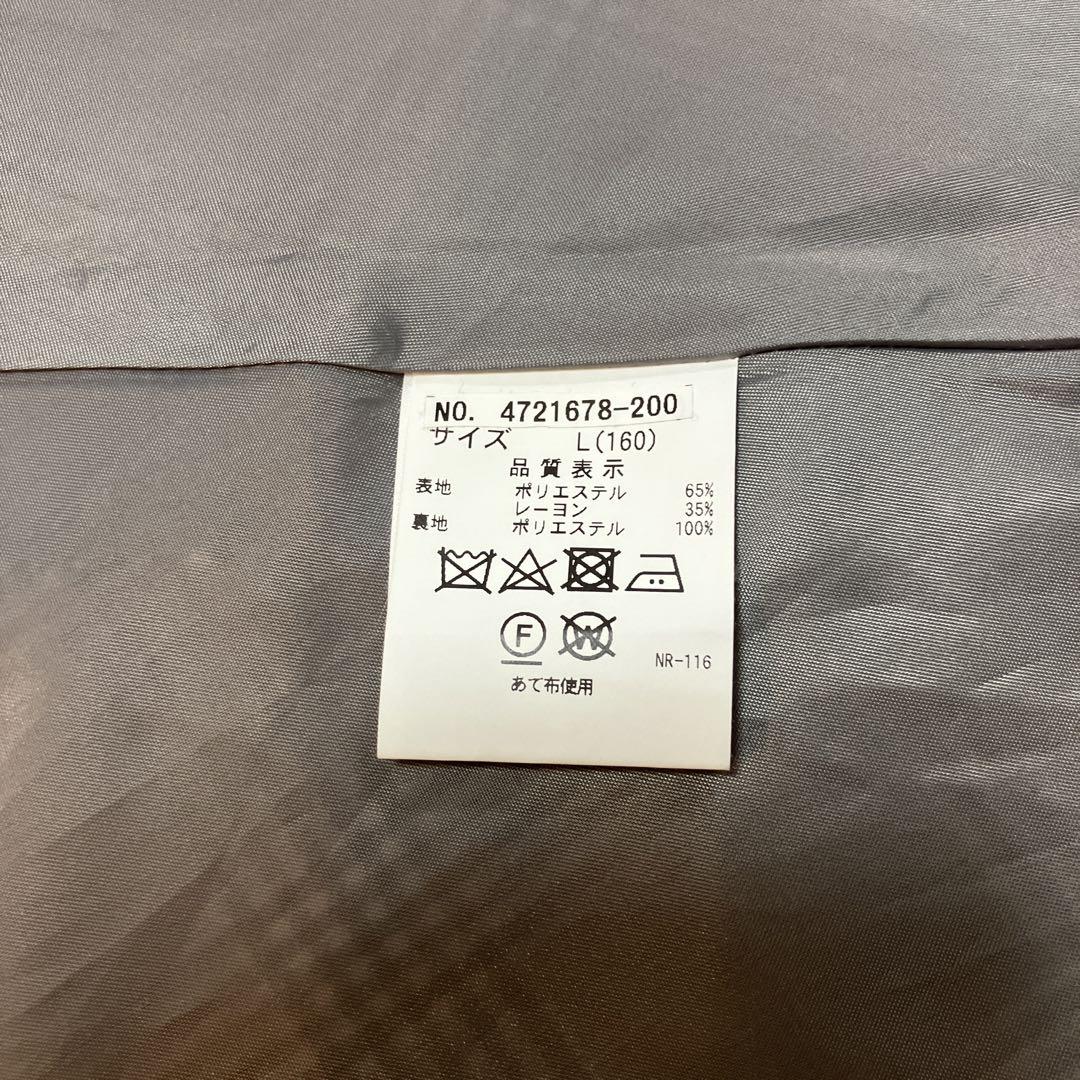 NO. 4721678-200
サイズ L(160)
品質表示
表地 ポリエステル 65%
レーヨン 35%
裏地 ポリエステル 100%
F W
NR-116
あて布使用